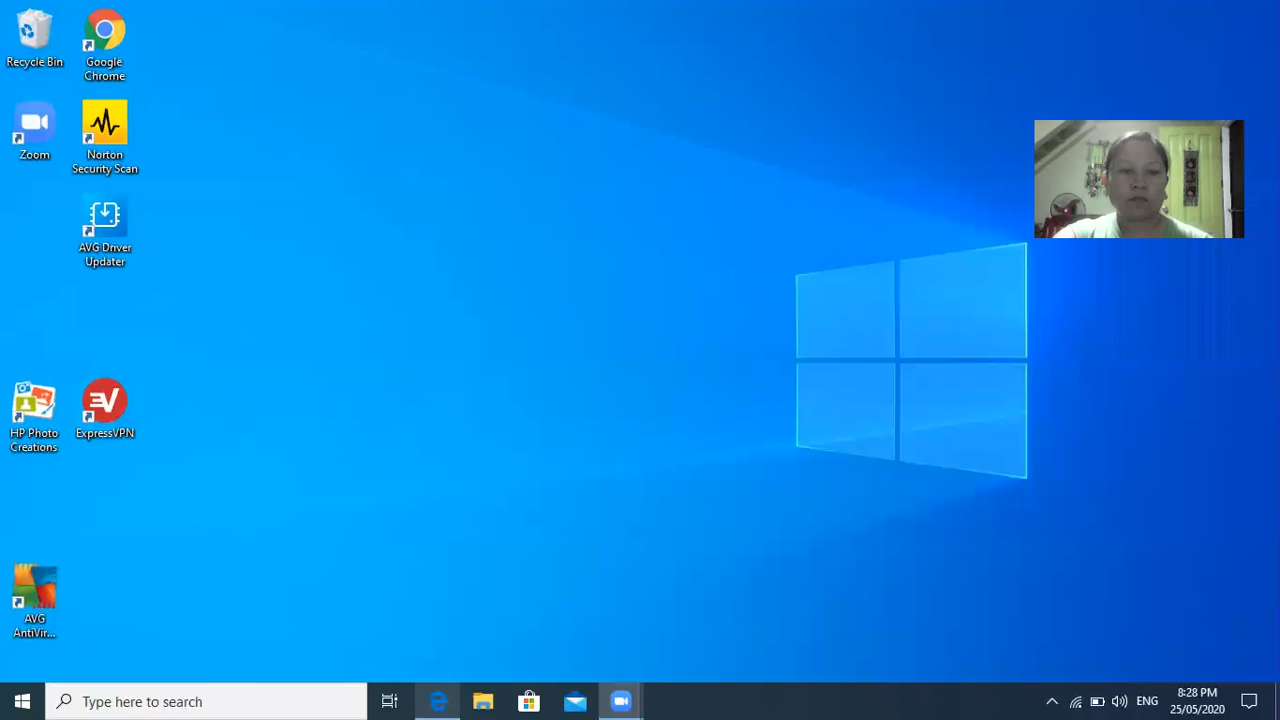 Recycle Bin
Google
Chrome
Zoom
Norton
Security Scan
AVG Driver
Updater
HP Photo
Creations
EV
ExpressVPN
AVG
AntiVir...
Type here to search
ENG
8:28 PM
25/05/2020